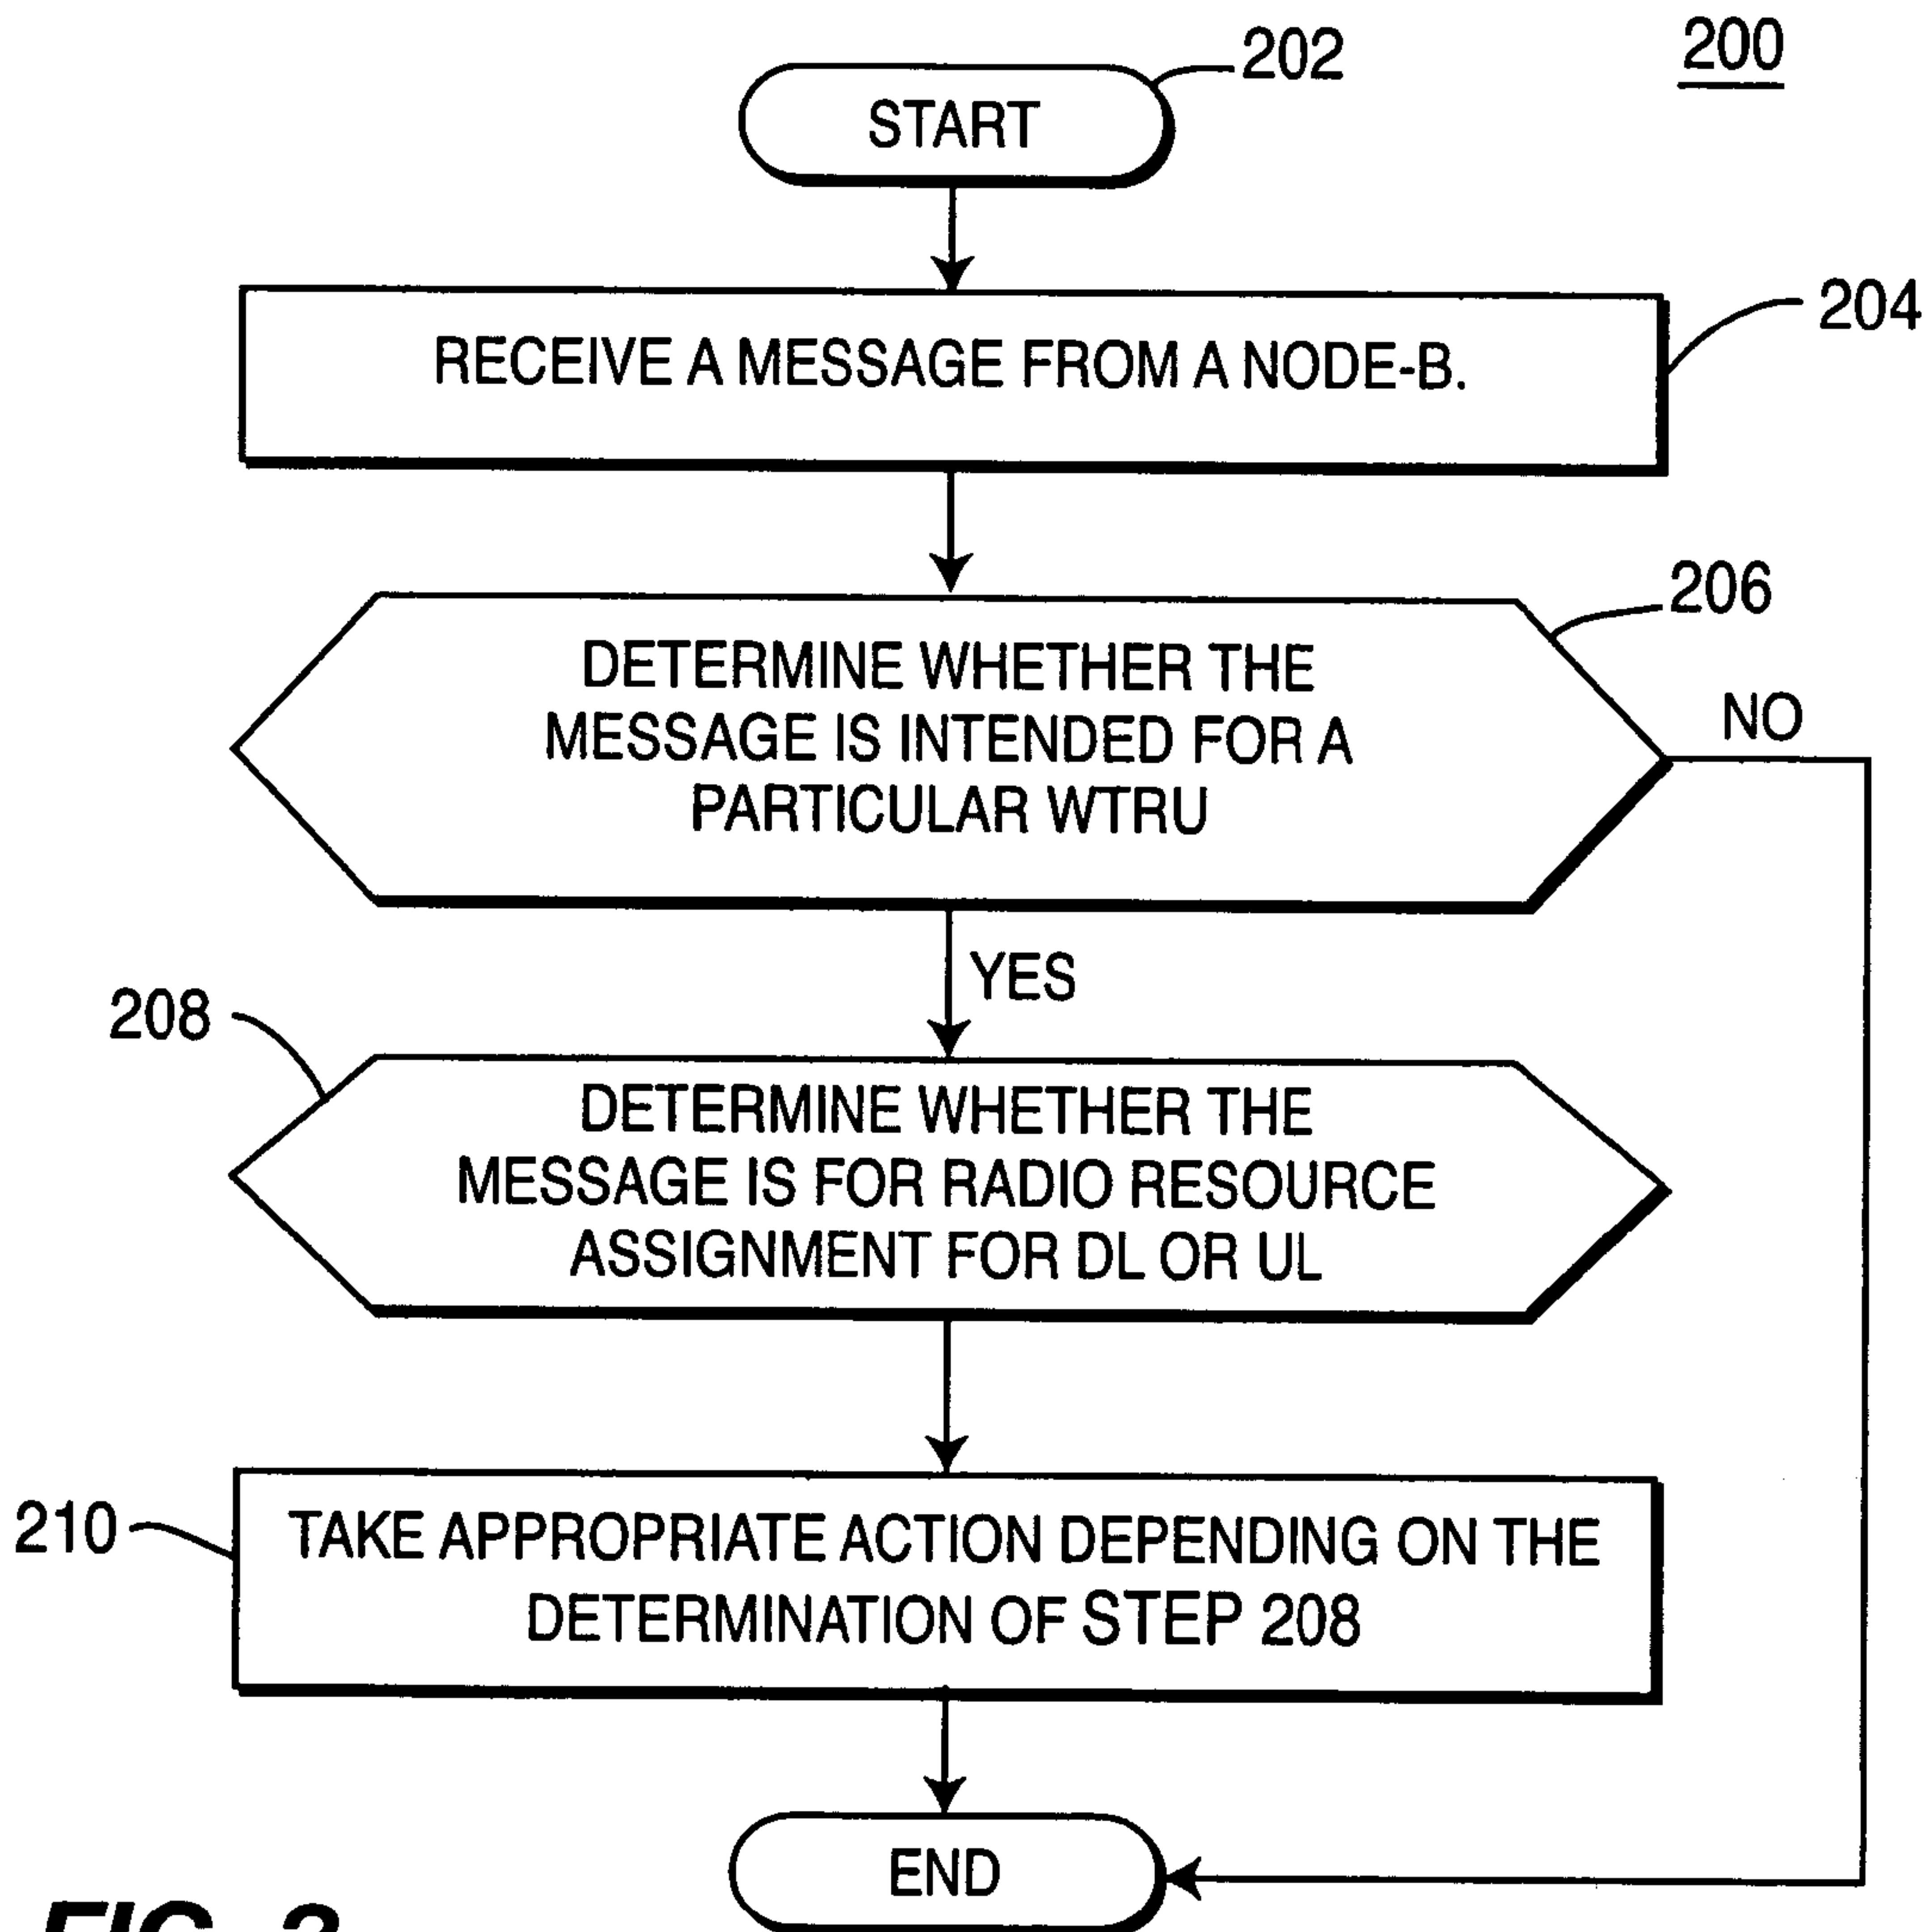 200
202
START
204
RECEIVE A MESSAGE FROM A NODE-B.
206
DETERMINE WHETHER THE
MESSAGE IS INTENDED FOR A
PARTICULAR WTRU
NO
YES
208
DETERMINE WHETHER THE
MESSAGE IS FOR RADIO RESOURCE
ASSIGNMENT FOR DL OR UL
210
TAKE APPROPRIATE ACTION DEPENDING ON THE
DETERMINATION OF STEP 208
END
FIG.